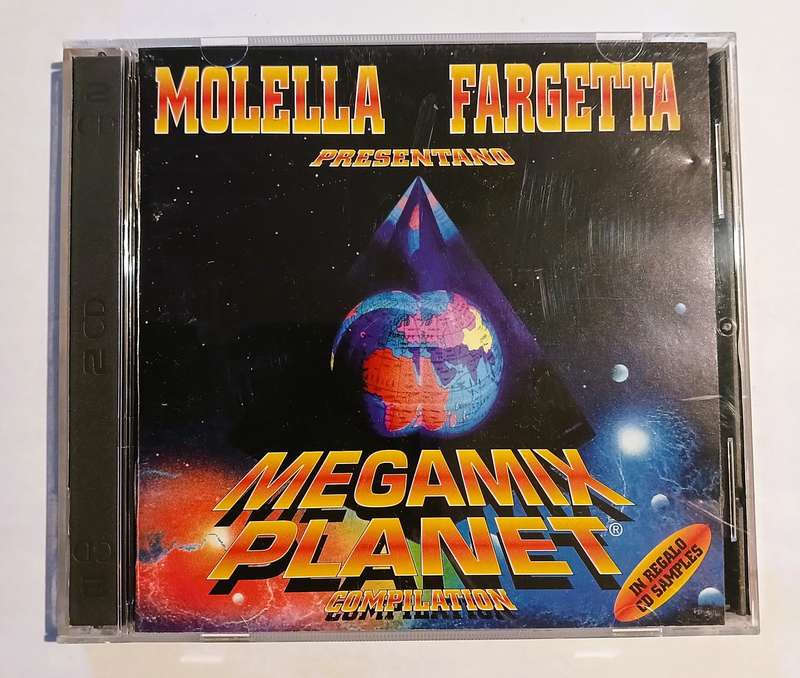 MOLELLA FARGETTA
PRESENTANO
MEGAMIX
PLANET®
COMPILATION
IN REGALO
CD SAMPLES
2 CD